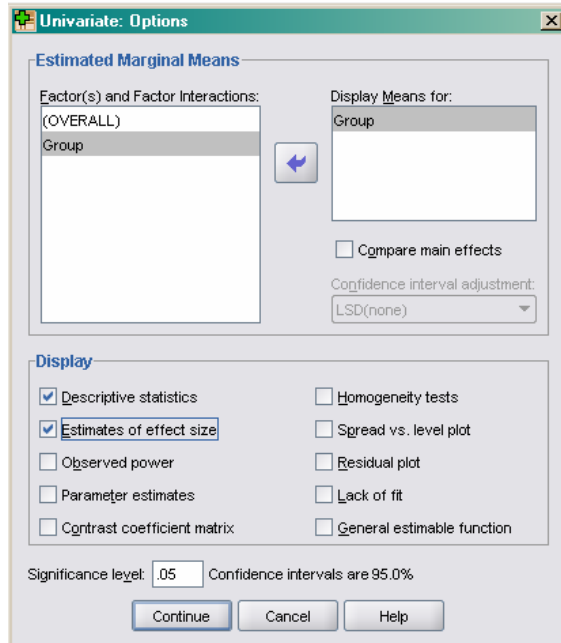 Univariate: Options
Estimated Marginal Means
Factor(s) and Factor Interactions:
(OVERALL)
Group
Display Means for:
Group
Compare main effects
Confidence interval adjustment:
LSD(none)
Display
Descriptive statistics
Homogeneity tests
Estimates of effect size
Spread vs. level plot
Observed power
Residual plot
Parameter estimates
Lack of fit
Contrast coefficient matrix
General estimable function
Significance level: .05 Confidence intervals are 95.0%
Continue Cancel Help